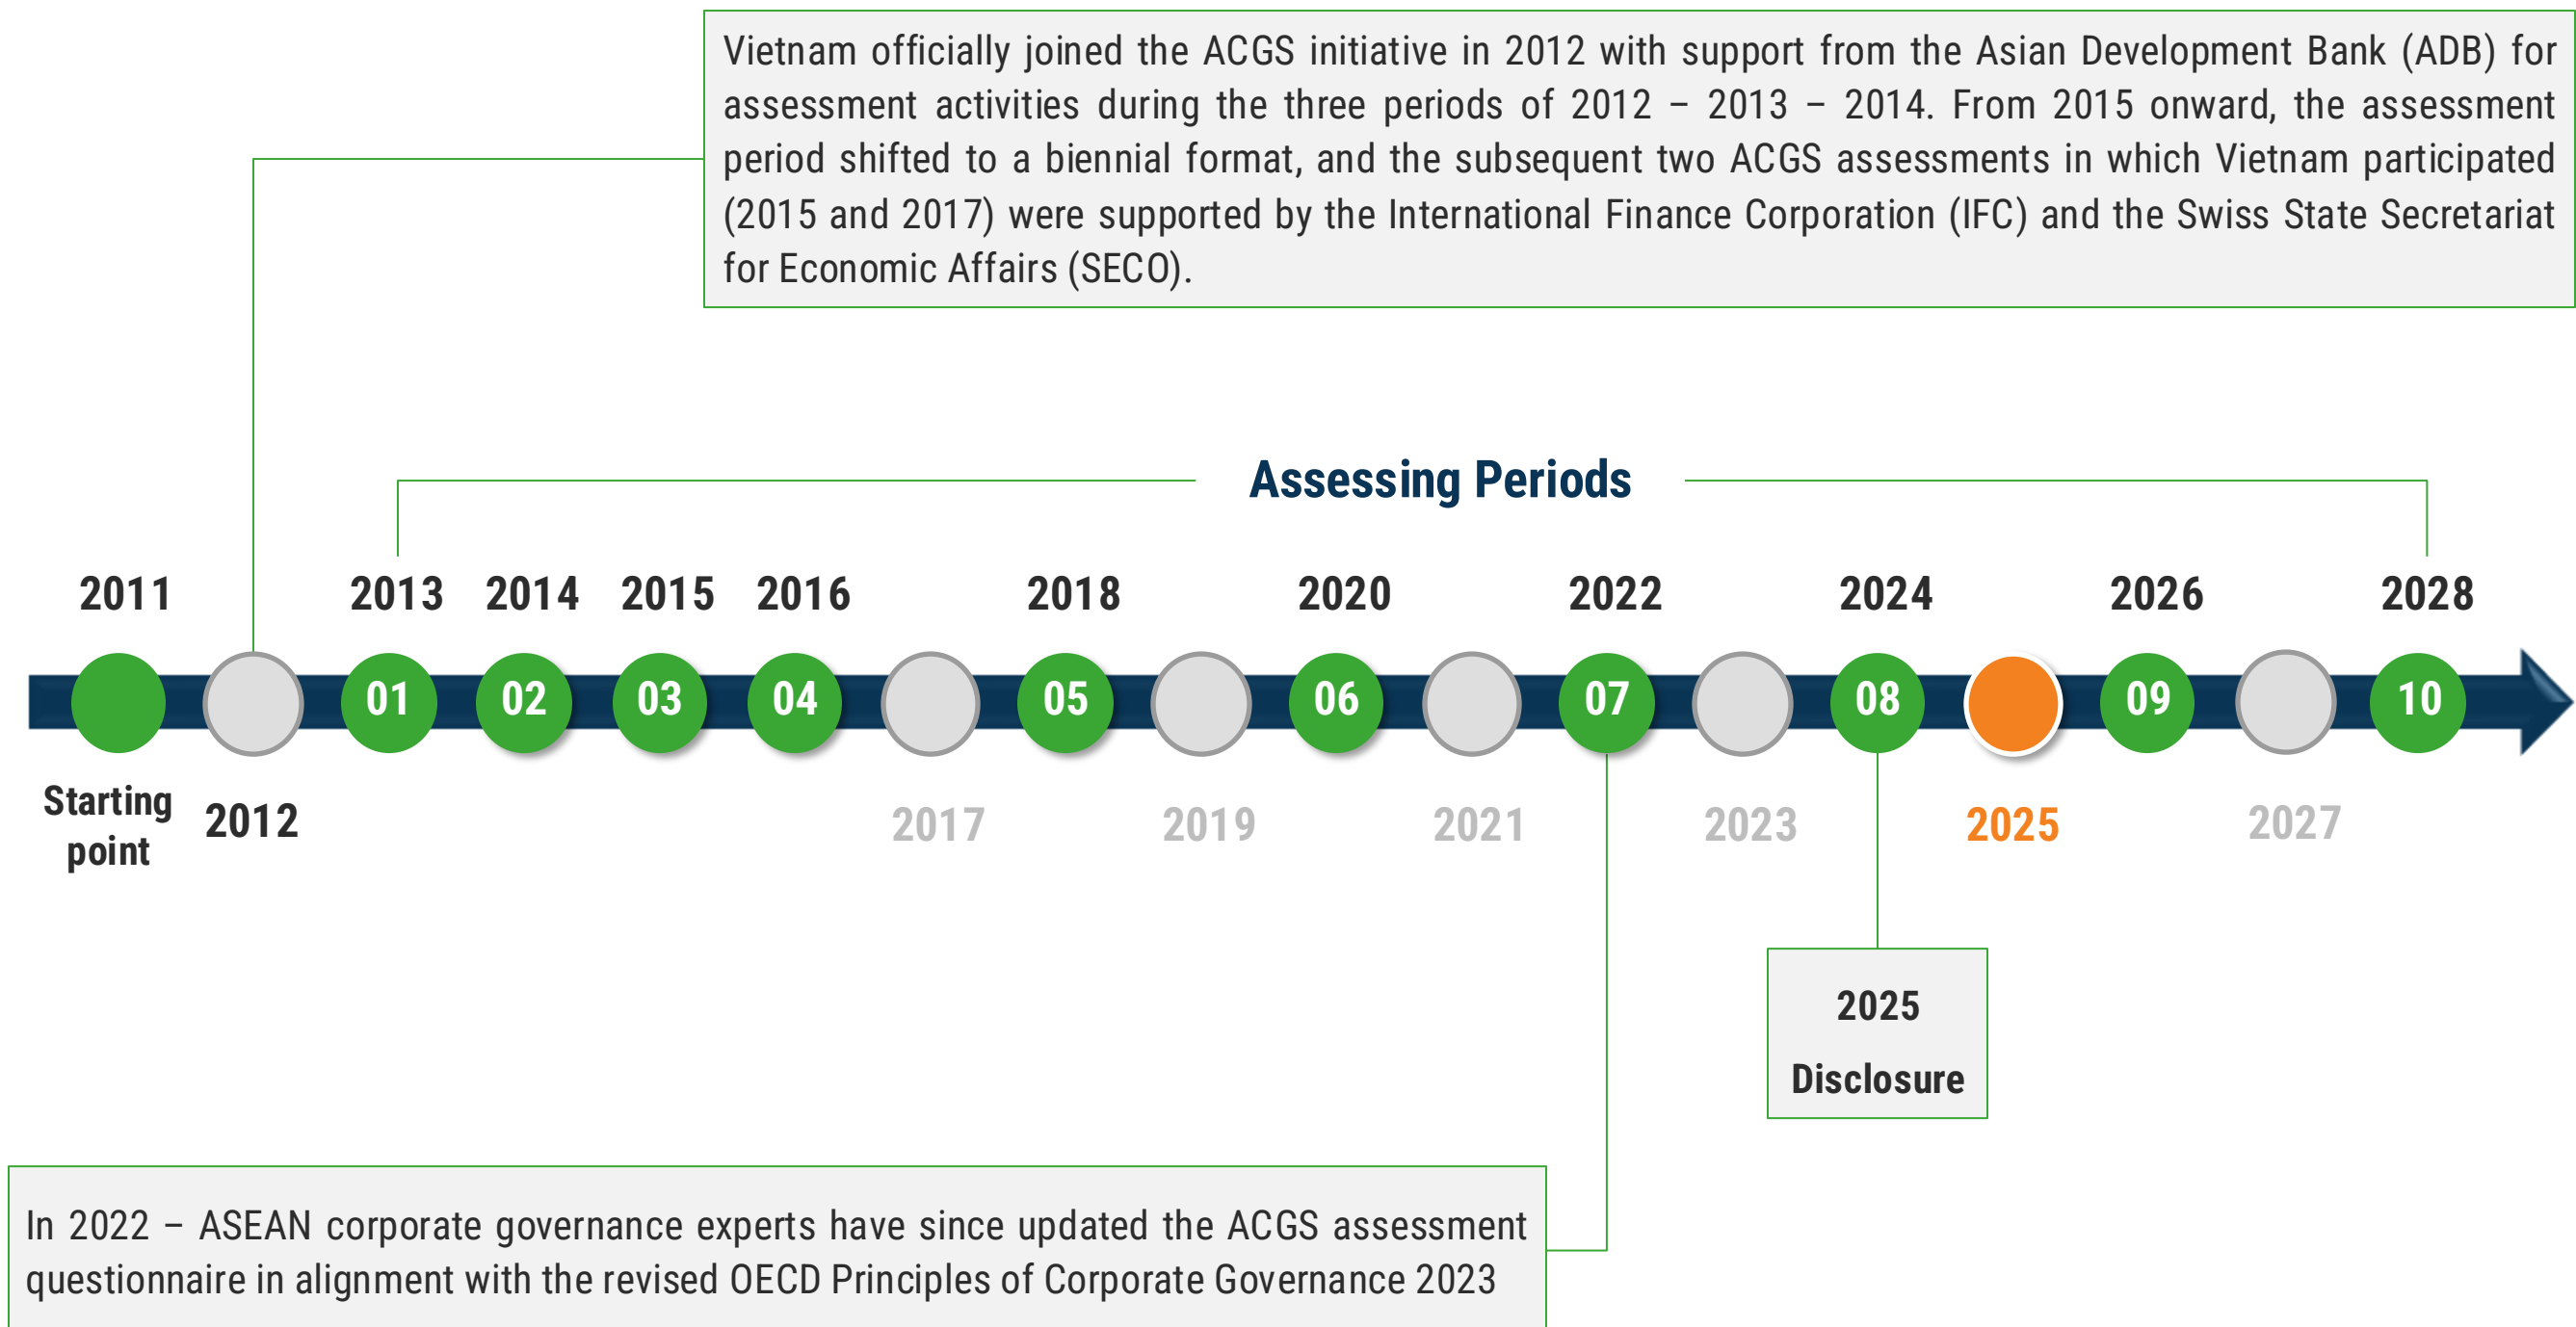 Vietnam officially joined the ACGS initiative in 2012 with support from the Asian Development Bank (ADB) for
assessment activities during the three periods of 2012 – 2013 – 2014. From 2015 onward, the assessment
period shifted to a biennial format, and the subsequent two ACGS assessments in which Vietnam participated
(2015 and 2017) were supported by the International Finance Corporation (IFC) and the Swiss State Secretariat
for Economic Affairs (SECO).
Assessing Periods
2011 2013 2014 2015 2016 2018 2020 2022 2024 2026 2028
01 02 03 04 05 06 07 08 09 10
Starting
point
2012 2017 2019 2021 2023 2025 2027
2025
Disclosure
In 2022 – ASEAN corporate governance experts have since updated the ACGS assessment
questionnaire in alignment with the revised OECD Principles of Corporate Governance 2023